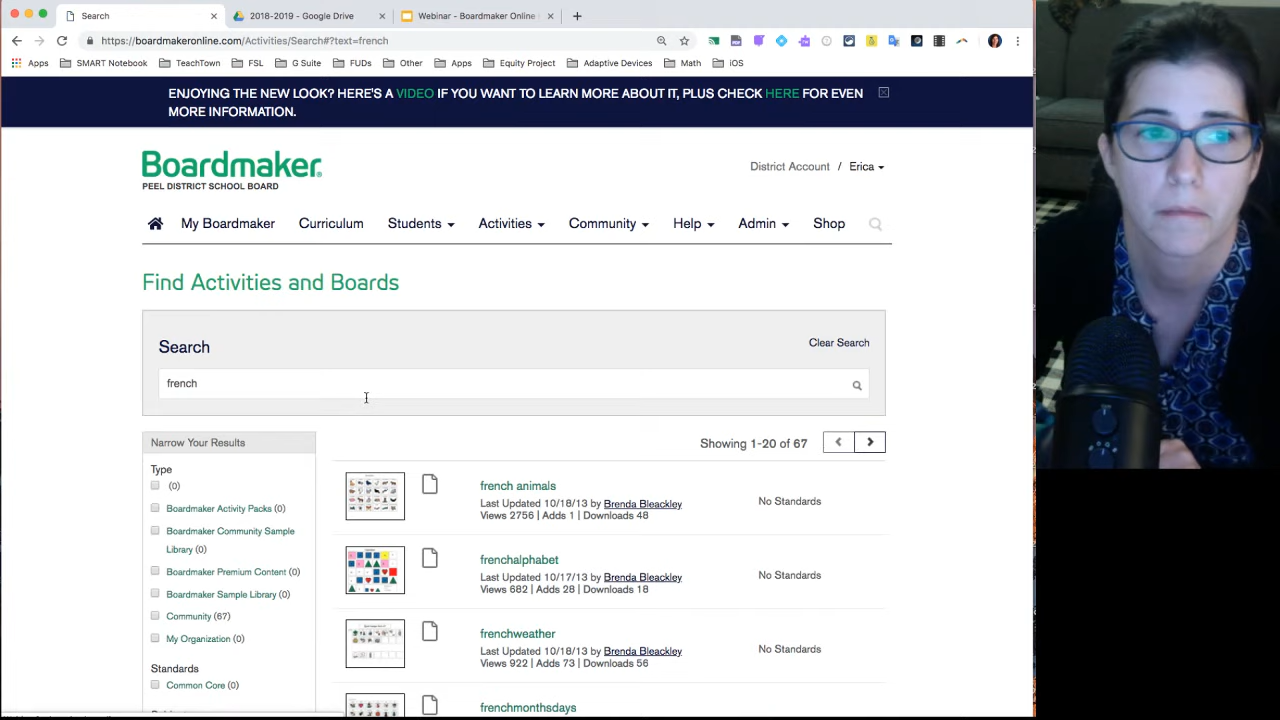 Search
2018-2019 - Google Drive
Webinar - Boardmaker Online
https://boardmakeronline.com/Activities/Search#?text=french
Apps SMART Notebook TeachTown FSL G Suite FUDs Other Apps Equity Project Adaptive Devices Math iOS
ENJOYING THE NEW LOOK? HERE'S A VIDEO IF YOU WANT TO LEARN MORE ABOUT IT, PLUS CHECK HERE FOR EVEN
MORE INFORMATION.
Boardmaker®
PEEL DISTRICT SCHOOL BOARD
District Account / Erica
My Boardmaker Curriculum Students Activities Community Help Admin Shop
Find Activities and Boards
Search
Clear Search
french
Narrow Your Results
Type
(0)
Boardmaker Activity Packs (0)
Boardmaker Community Sample
Library (0)
Boardmaker Premium Content (0)
Boardmaker Sample Library (0)
Community (67)
My Organization (0)
Standards
Common Core (0)
Showing 1-20 of 67
french animals
Last Updated 10/18/13 by Brenda Bleackley
Views 2756 | Adds 1 | Downloads 48
No Standards
frenchalphabet
Last Updated 10/17/13 by Brenda Bleackley
Views 682 | Adds 28 | Downloads 18
No Standards
frenchweather
Last Updated 10/18/13 by Brenda Bleackley
Views 922 | Adds 73 | Downloads 56
No Standards
frenchmonthsdays